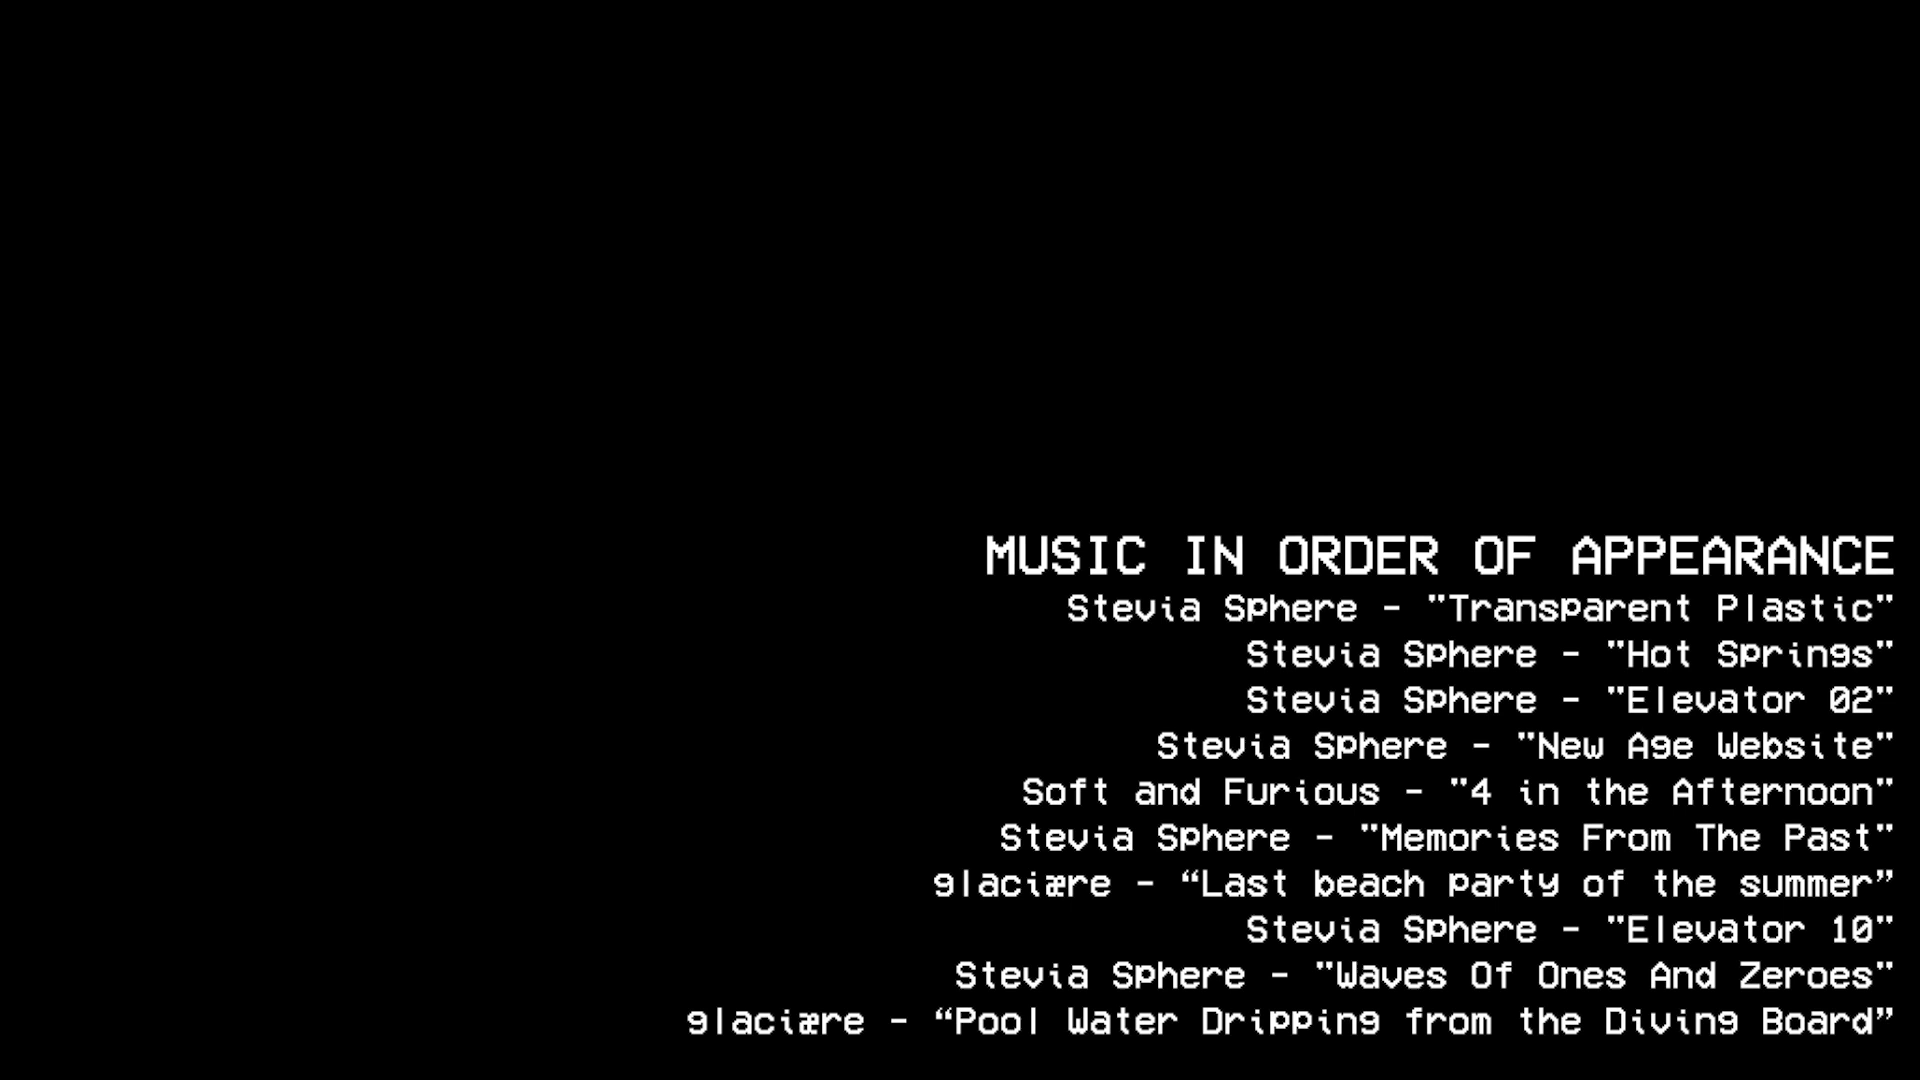 MUSIC IN ORDER OF APPEARANCE
Stevia Sphere - "Transparent Plastic"
Stevia Sphere - "Hot Springs"
Stevia Sphere - "Elevator 02"
Stevia Sphere - "New Age Website"
Soft and Furious - "4 in the Afternoon"
Stevia Sphere - "Memories From The Past"
glaciære - “Last beach party of the summer”
Stevia Sphere - "Elevator 10"
Stevia Sphere - "Waves Of Ones And Zeroes"
glaciære - “Pool Water Dripping from the Diving Board”